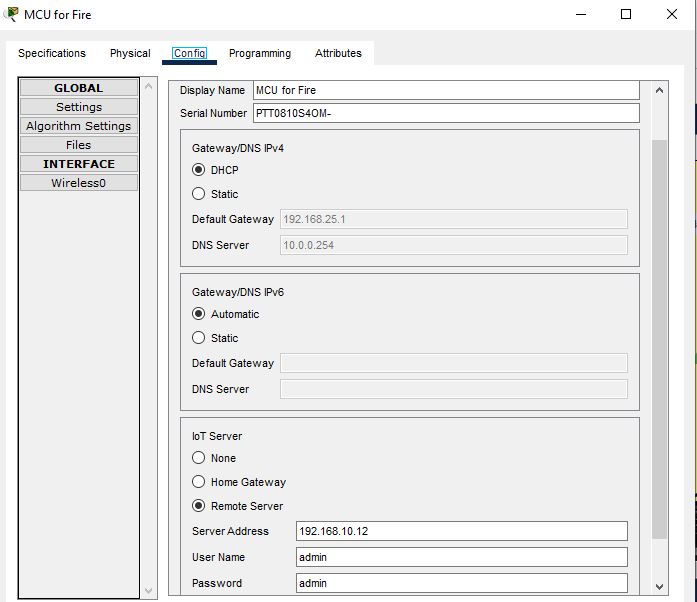 MCU for Fire
Specifications Physical Config Programming Attributes
GLOBAL
Settings
Algorithm Settings
Files
INTERFACE
Wireless0
Display Name MCU for Fire
Serial Number PTT0810S4OM-
Gateway/DNS IPv4
DHCP
Static
Default Gateway 192.168.25.1
DNS Server 10.0.0.254
Gateway/DNS IPv6
Automatic
Static
Default Gateway
DNS Server
IoT Server
None
Home Gateway
Remote Server
Server Address 192.168.10.12
User Name admin
Password admin